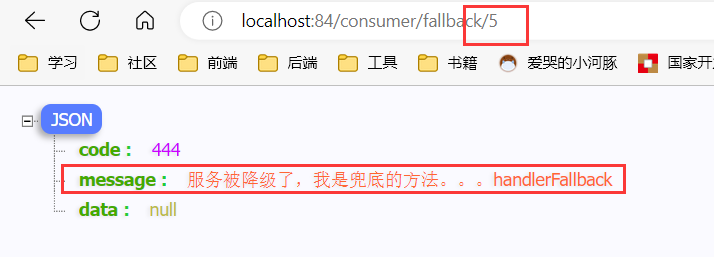 localhost:84/consumer/fallback/5
学习 社区 前端 后端 工具 书籍 爱哭的小河豚 国家开
JSON
code : 444
message : 服务被降级了，我是兜底的方法。。。handlerFallback
data : null